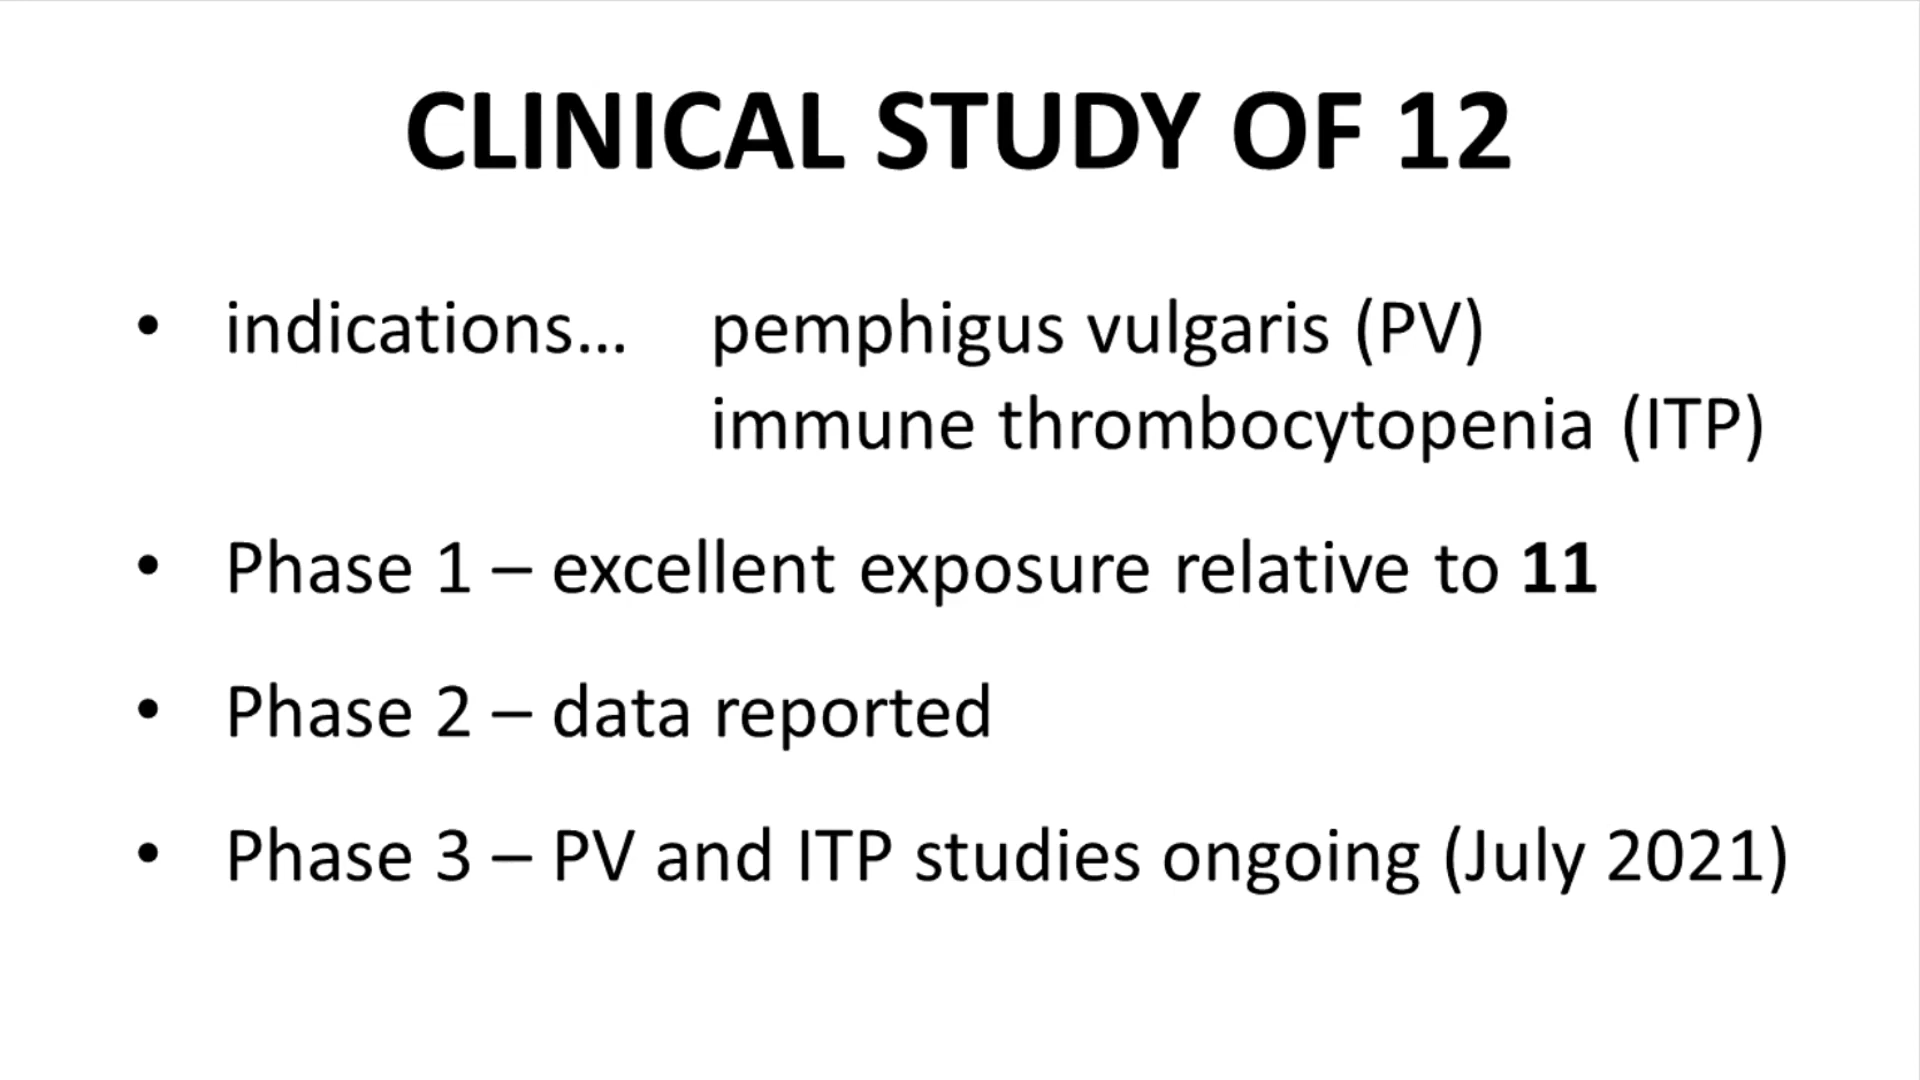 CLINICAL STUDY OF 12
• indications... pemphigus vulgaris (PV)
immune thrombocytopenia (ITP)
• Phase 1 – excellent exposure relative to 11
• Phase 2 – data reported
• Phase 3 – PV and ITP studies ongoing (July 2021)